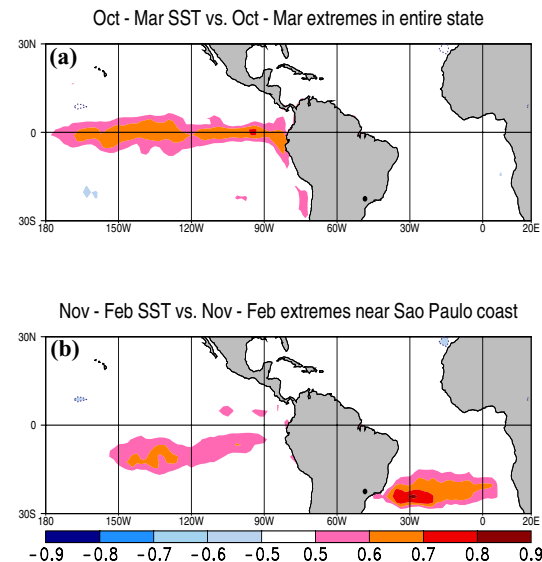 Oct - Mar SST vs. Oct - Mar extremes in entire state
(a)
30N
0
30S
180 150W 120W 90W 60W 30W 0 20E
Nov - Feb SST vs. Nov - Feb extremes near Sao Paulo coast
(b)
30N
0
30S
180 150W 120W 90W 60W 30W 0 20E
-0.9 -0.8 -0.7 -0.6 -0.5 0.5 0.6 0.7 0.8 0.9